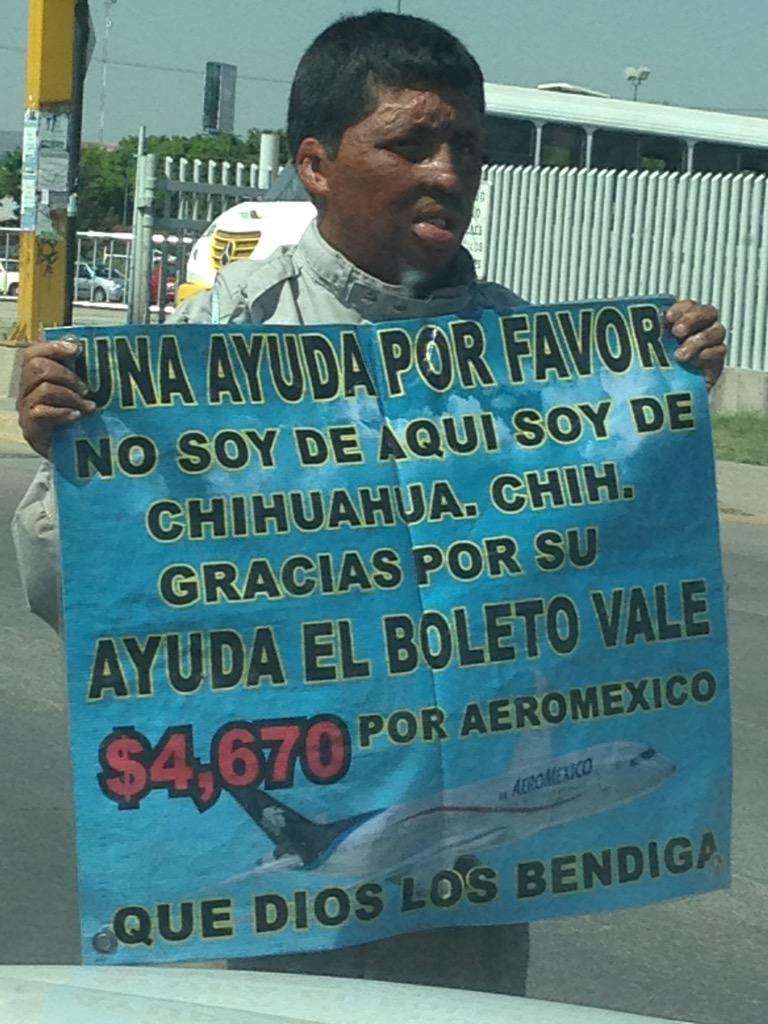 UNA AYUDA POR FAVOR
NO SOY DE AQUI SOY DE
CHIHUAHUA. CHIH.
GRACIAS POR SU
AYUDA EL BOLETO VALE
$4,670 POR AEROMEXICO
AEROMEXICO
QUE DIOS LOS BENDIGA